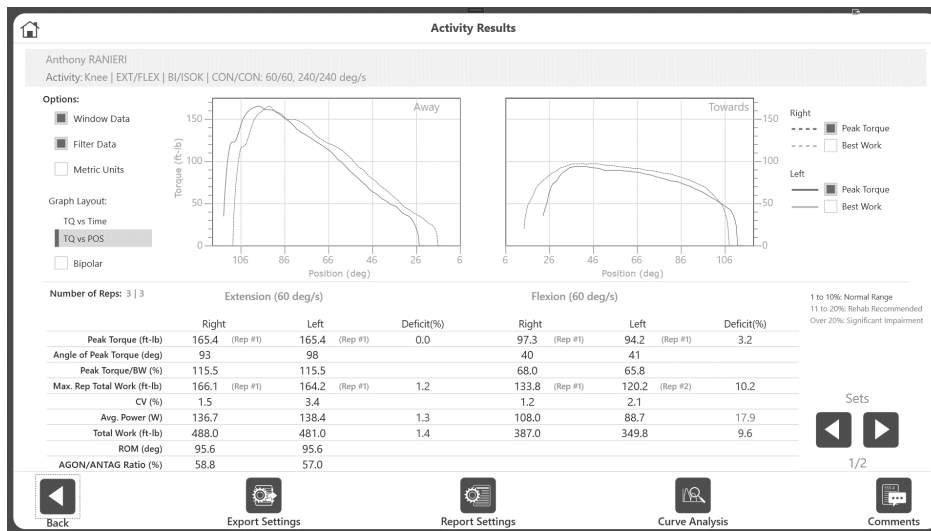 Activity Results
Anthony RANIERI
Activity: Knee | EXT/FLEX | BI/ISOK | CON/CON: 60/60, 240/240 deg/s
Options:
Window Data
Filter Data
Metric Units
Graph Layout:
TQ vs Time
TQ vs POS
Bipolar
Away
Torque (ft-lb)
150
100
50
0
106 86 66 46 26 6
Position (deg)
Towards
150
100
50
0
6 26 46 66 86 106
Position (deg)
Right
Peak Torque
Best Work
Left
Peak Torque
Best Work
Number of Reps: 3 | 3
Extension (60 deg/s) Flexion (60 deg/s)
1 to 10%: Normal Range
11 to 20%: Rehab Recommended
Over 20%: Significant Impairment
Right Left Deficit(%) Right Left Deficit(%)
Peak Torque (ft-lb) 165.4 (Rep #1) 165.4 (Rep #1) 0.0 97.3 (Rep #1) 94.2 (Rep #1) 3.2
Angle of Peak Torque (deg) 93 98 40 41
Peak Torque/BW (%) 115.5 115.5 68.0 65.8
Max. Rep Total Work (ft-lb) 166.1 (Rep #1) 164.2 (Rep #1) 1.2 133.8 (Rep #1) 120.2 (Rep #2) 10.2
CV (%) 1.5 3.4 1.2 2.1
Avg. Power (W) 136.7 138.4 1.3 108.0 88.7 17.9
Total Work (ft-lb) 488.0 481.0 1.4 387.0 349.8 9.6
ROM (deg) 95.6 95.6
AGON/ANTAG Ratio (%) 58.8 57.0
Sets
1/2
Back
Export Settings
Report Settings
Curve Analysis
Comments